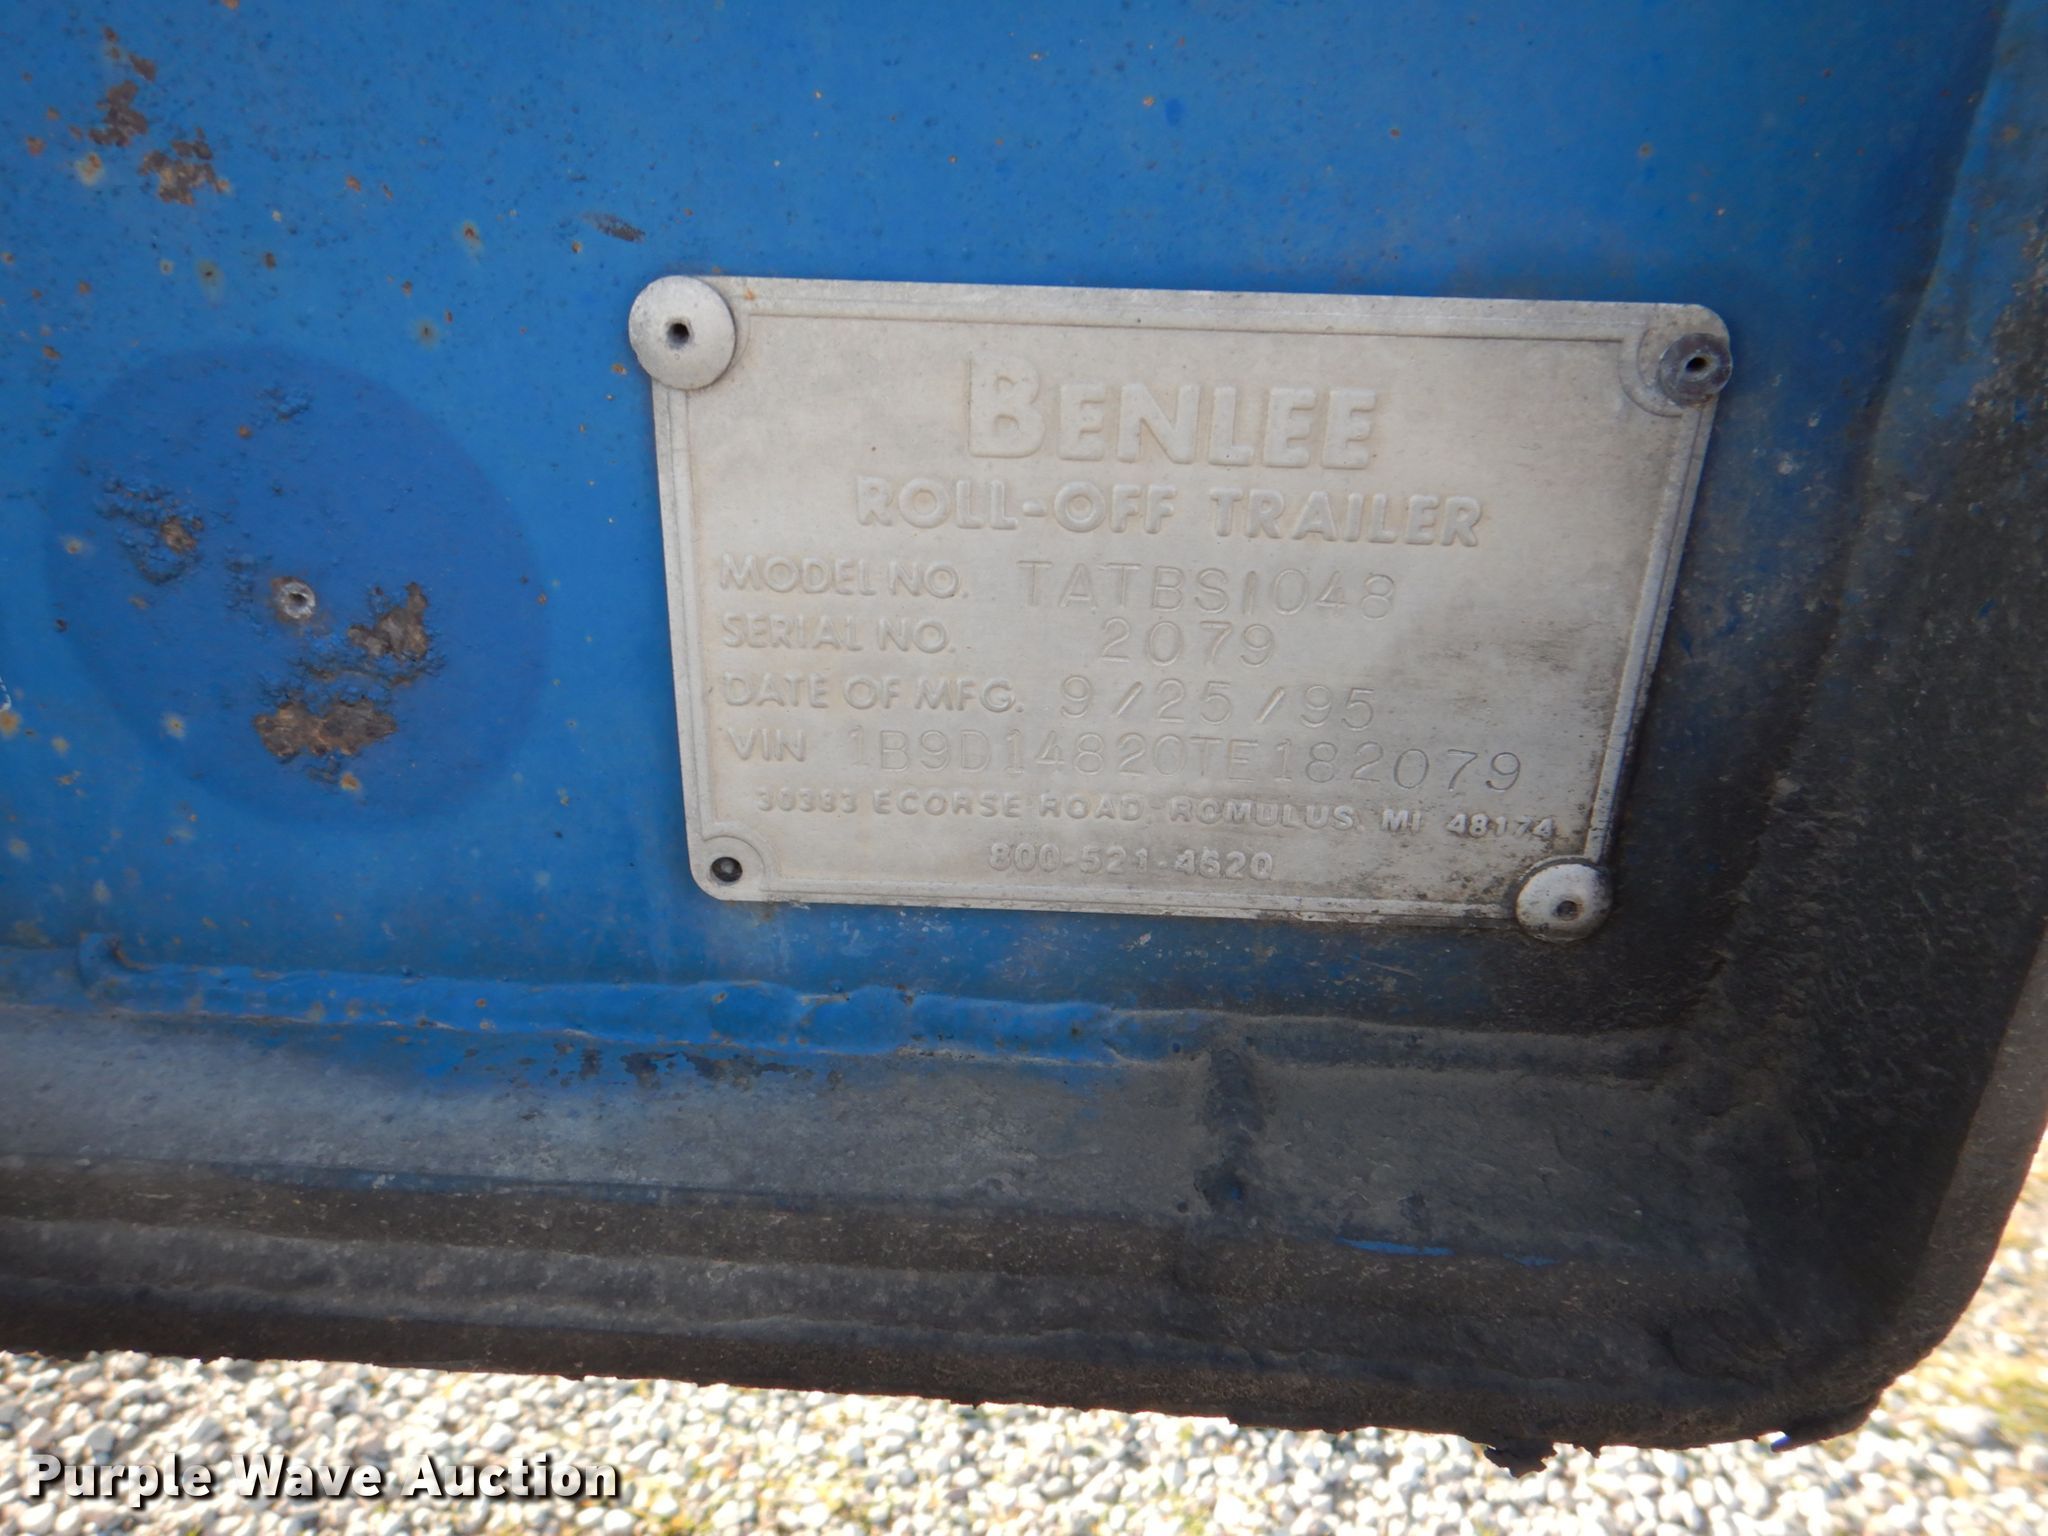 BENLEE
ROLL-OFF TRAILER
MODEL NO. TATBS1048
SERIAL NO. 2079
DATE OF MFG. 9/25/95
VIN 1B9D14820TE182079
30383 ECORSE ROAD, ROMULUS, MI 48174
800-521-4620
Purple Wave Auction